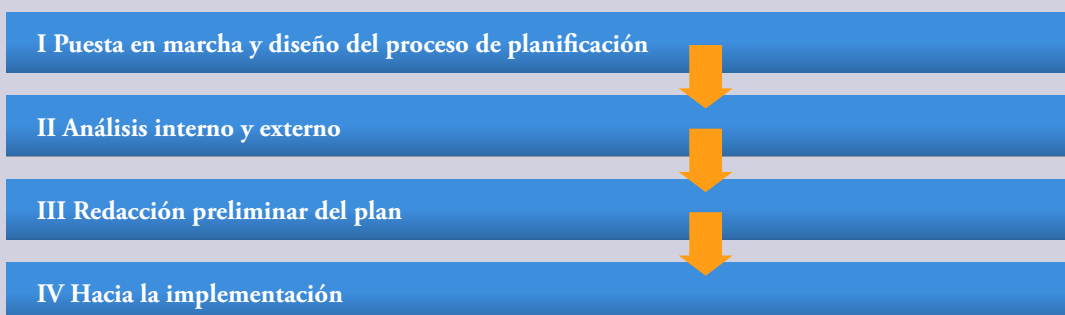 I Puesta en marcha y diseño del proceso de planificación
II Análisis interno y externo
III Redacción preliminar del plan
IV Hacia la implementación